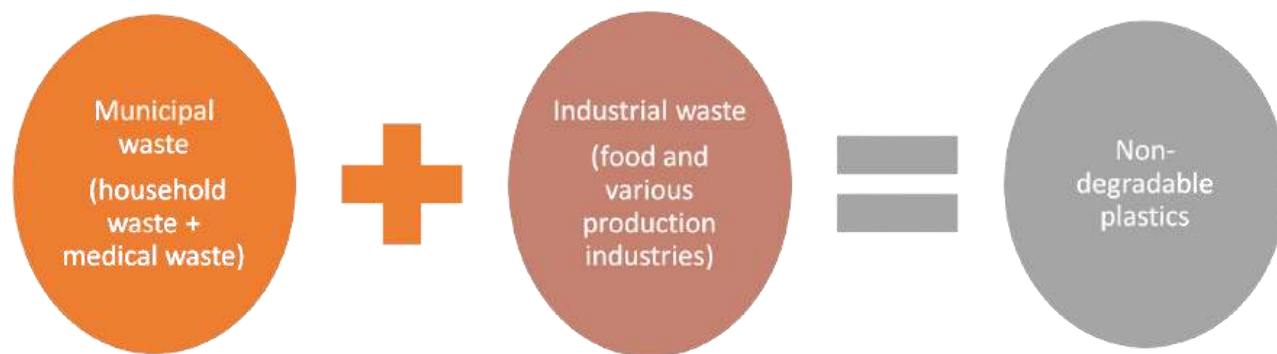 Municipal
waste
(household
waste +
medical waste)
Industrial waste
(food and
various
production
industries)
Non-
degradable
plastics